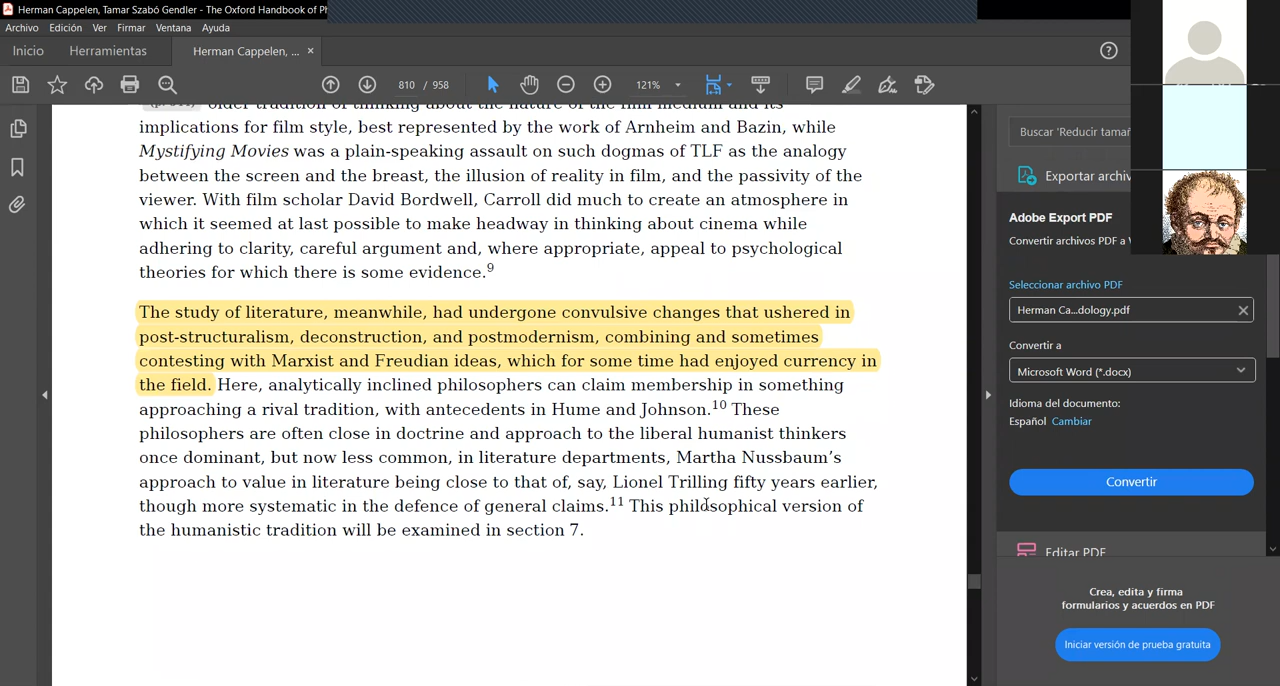 Herman Cappelen, Tamar Szabó Gendler - The Oxford Handbook of Ph
Archivo Edición Ver Firmar Ventana Ayuda
Inicio Herramientas Herman Cappelen, ... ×
810 / 958 121%
older tradition of thinking about the nature of the film medium and its
implications for film style, best represented by the work of Arnheim and Bazin, while
Mystifying Movies was a plain-speaking assault on such dogmas of TLF as the analogy
between the screen and the breast, the illusion of reality in film, and the passivity of the
viewer. With film scholar David Bordwell, Carroll did much to create an atmosphere in
which it seemed at last possible to make headway in thinking about cinema while
adhering to clarity, careful argument and, where appropriate, appeal to psychological
theories for which there is some evidence.9
The study of literature, meanwhile, had undergone convulsive changes that ushered in
post-structuralism, deconstruction, and postmodernism, combining and sometimes
contesting with Marxist and Freudian ideas, which for some time had enjoyed currency in
the field. Here, analytically inclined philosophers can claim membership in something
approaching a rival tradition, with antecedents in Hume and Johnson.10 These
philosophers are often close in doctrine and approach to the liberal humanist thinkers
once dominant, but now less common, in literature departments, Martha Nussbaum's
approach to value in literature being close to that of, say, Lionel Trilling fifty years earlier,
though more systematic in the defence of general claims.11 This philosophical version of
the humanistic tradition will be examined in section 7.
Buscar 'Reducir tamañ
Exportar archiv
Adobe Export PDF
Convertir archivos PDF a
Seleccionar archivo PDF
Herman Ca...dology.pdf
Convertir a
Microsoft Word (*.docx)
Idioma del documento:
Español Cambiar
Convertir
Editar PDF
Crea, edita y firma
formularios y acuerdos en PDF
Iniciar versión de prueba gratuita